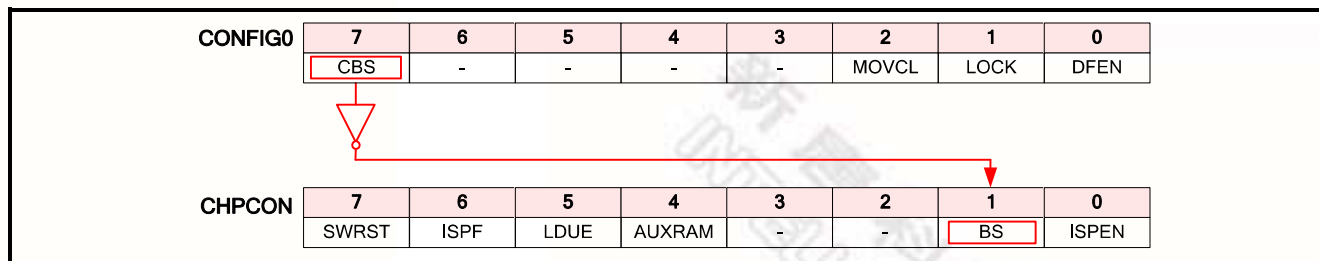 CONFIG0 7 6 5 4 3 2 1 0
CBS - - - - MOVCL LOCK DFEN
CHPCON 7 6 5 4 3 2 1 0
SWRST ISPF LDUE AUXRAM - - BS ISPEN